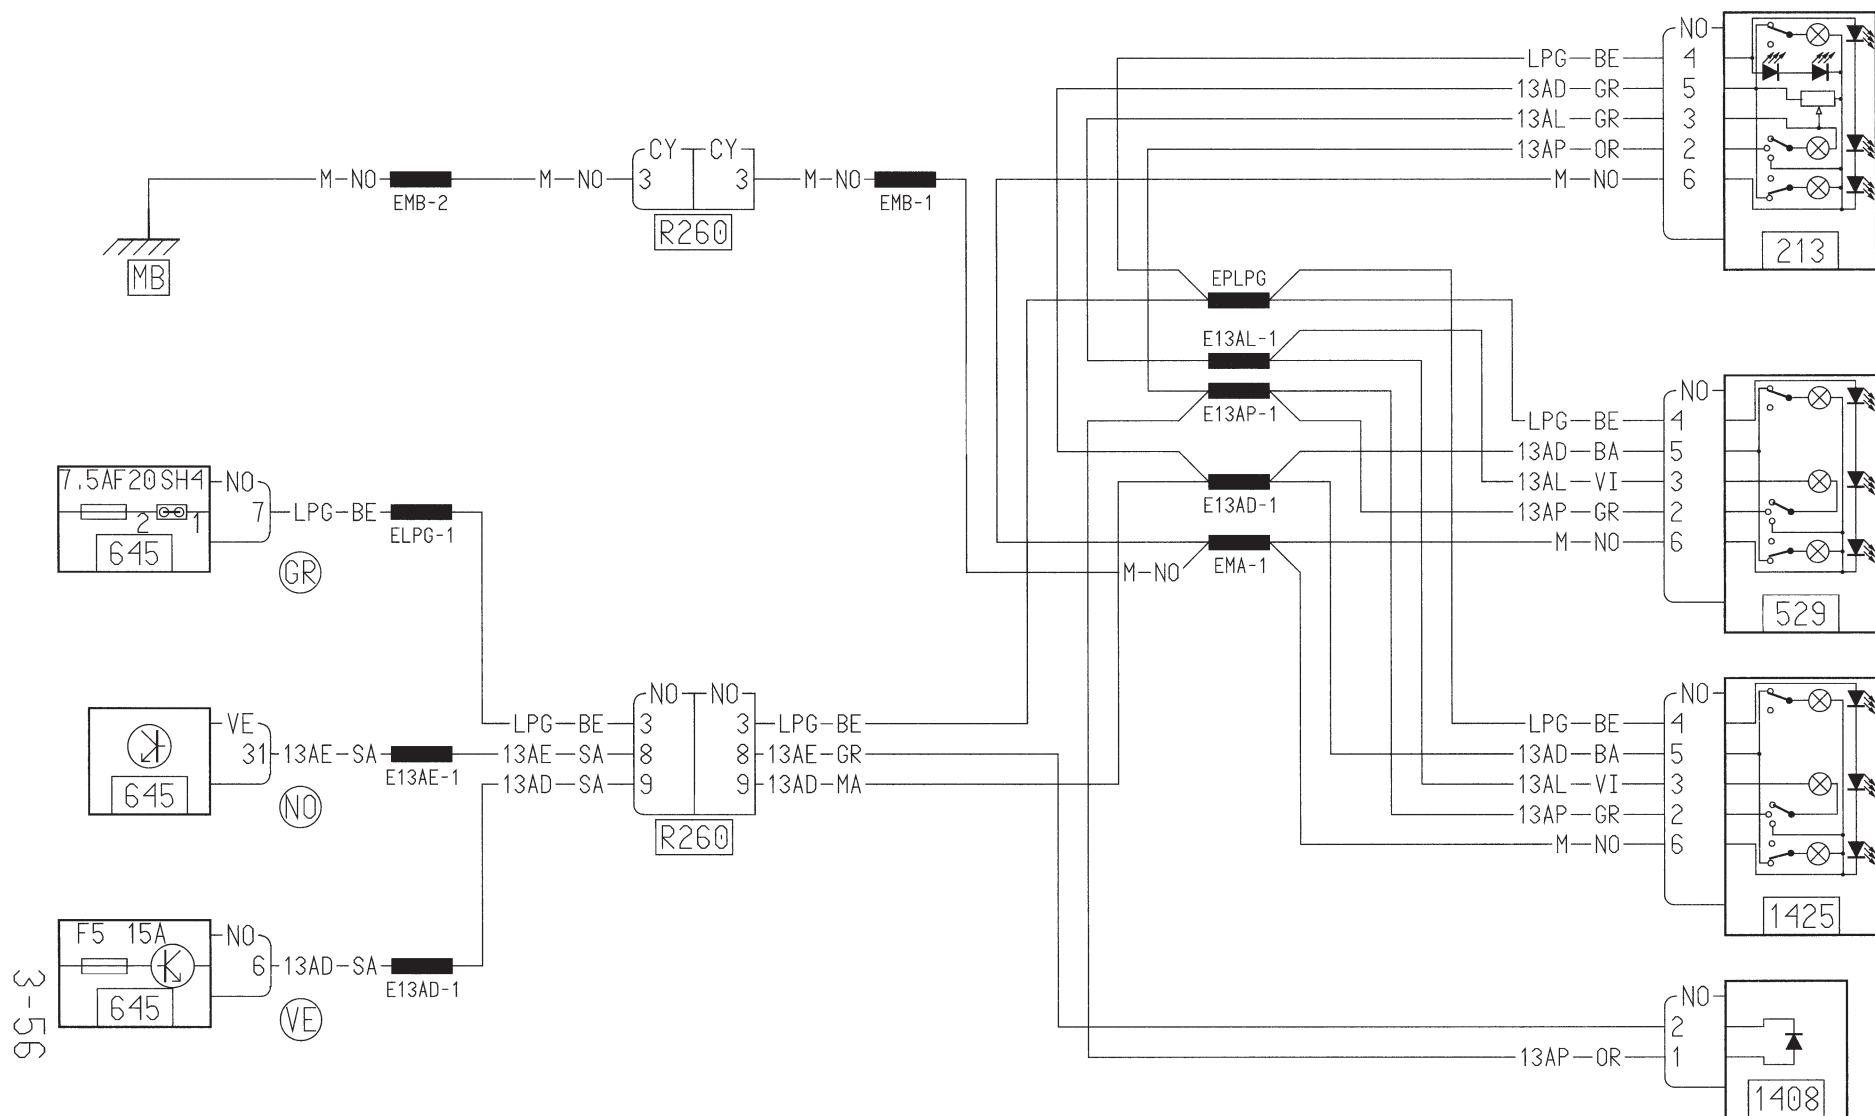 NO
LPG-BE 4
13AD-GR 5
13AL-GR 3
13AP-OR 2
M-NO 6
213
M-NO EMB-2 M-NO CY 3 CY 3 M-NO EMB-1
R260
MB
EPLPG
E13AL-1
E13AP-1
E13AD-1
M-NO EMA-1
NO
LPG-BE 4
13AD-BA 5
13AL-VI 3
13AP-GR 2
M-NO 6
529
7.5A F20 SH4 NO
2 1 7 LPG-BE ELPG-1
645
GR
VE
31 13AE-SA E13AE-1
645
NO
NO NO
LPG-BE 3 3 LPG-BE
13AE-SA 8 8 13AE-GR
13AD-SA 9 9 13AD-MA
R260
NO
LPG-BE 4
13AD-BA 5
13AL-VI 3
13AP-GR 2
M-NO 6
1425
F5 15A NO
6 13AD-SA E13AD-1
645
VE
NO
2
13AP-OR 1
1408
3-56